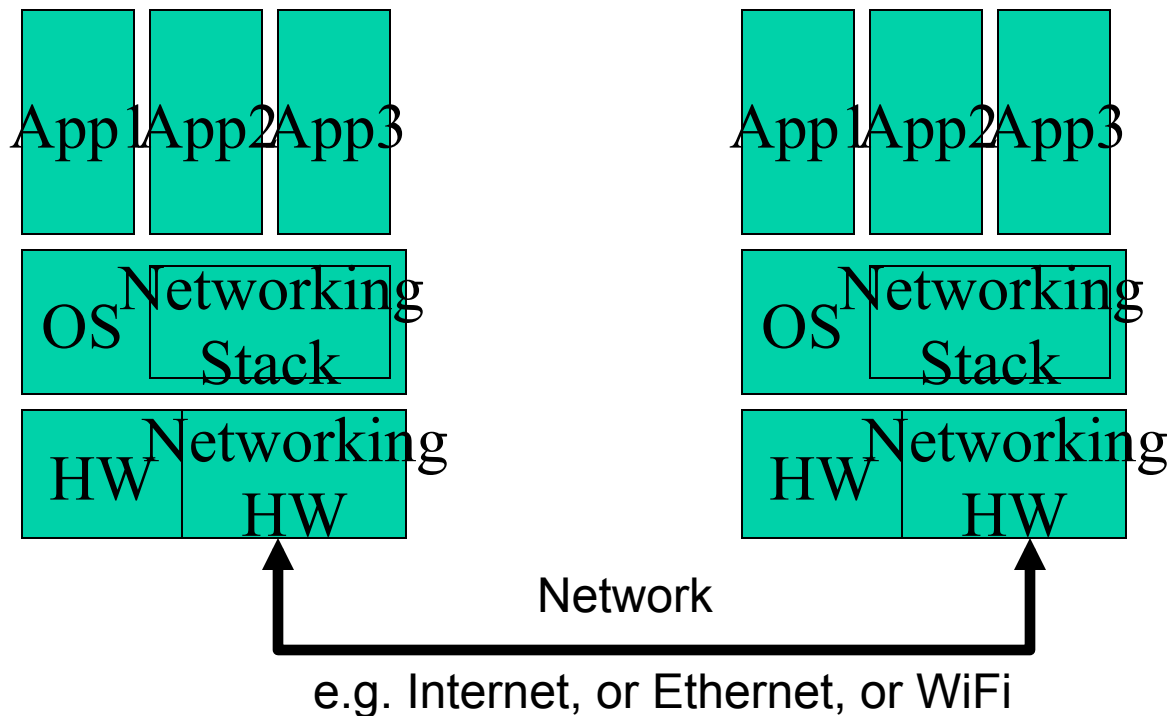 App1 App2 App3
App1 App2 App3
OS
Networking
Stack
OS
Networking
Stack
HW
Networking
HW
HW
Networking
HW
Network
e.g. Internet, or Ethernet, or WiFi